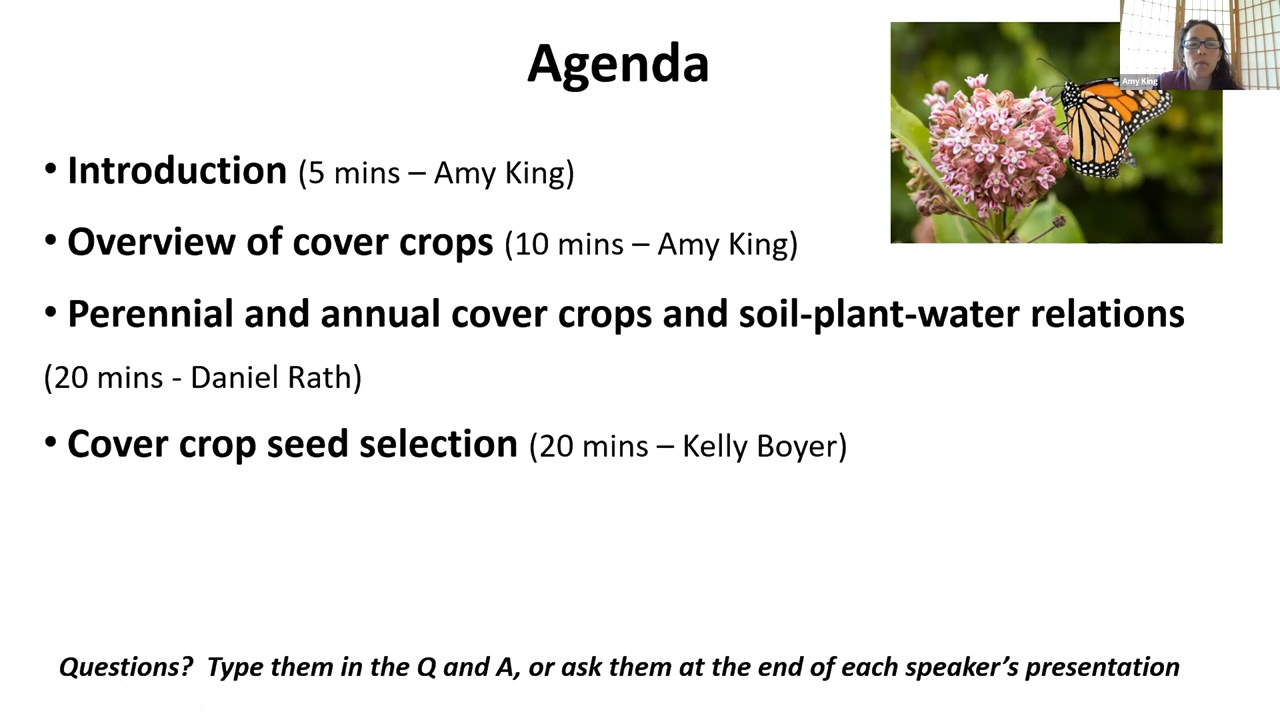 Agenda
Amy King
• Introduction (5 mins – Amy King)
• Overview of cover crops (10 mins – Amy King)
• Perennial and annual cover crops and soil-plant-water relations
(20 mins - Daniel Rath)
• Cover crop seed selection (20 mins – Kelly Boyer)
Questions?  Type them in the Q and A, or ask them at the end of each speaker’s presentation